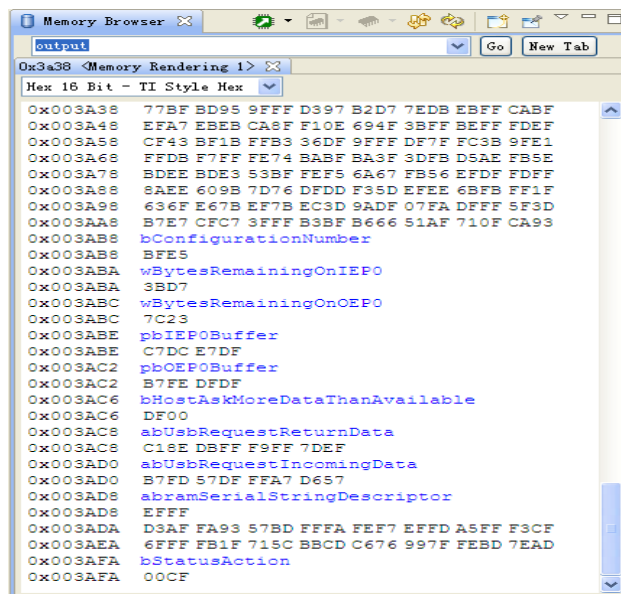 Memory Browser
output
Go
New Tab
0x3a38 <Memory Rendering 1>
Hex 16 Bit - TI Style Hex
0x003A38 77BF BD95 9FFF D397 B2D7 7EDB EBFF CABF
0x003A48 EFA7 EBEB CA8F F10E 694F 3BFF BEFF FDEF
0x003A58 CF43 BF1B FFB3 36DF 9FFF DF7F FC3B 9FE1
0x003A68 FFDB F7FF FE74 BABF BA3F 3DFB D5AE FB5E
0x003A78 BDEE BDE3 53BF FEF5 6A67 FB56 EFDF FDFF
0x003A88 8AEE 609B 7D76 DFDD F35D EFEE 6BFB FF1F
0x003A98 636F E67B EF7B EC3D 9ADF 07FA DFFF 5F3D
0x003AA8 B7E7 CFC7 3FFF B3BF B666 51AF 710F CA93
0x003AB8 bConfigurationNumber
0x003AB8 BFE5
0x003ABA wBytesRemainingOnIEP0
0x003ABA 3BD7
0x003ABC wBytesRemainingOnOEP0
0x003ABC 7C23
0x003ABE pbIEP0Buffer
0x003ABE C7DC E7DF
0x003AC2 pbOEP0Buffer
0x003AC2 B7FE DFDF
0x003AC6 bHostAskMoreDataThanAvailable
0x003AC6 DF00
0x003AC8 abUsbRequestReturnData
0x003AC8 C18E DBFF F9FF 7DEF
0x003AD0 abUsbRequestIncomingData
0x003AD0 B7FD 57DF FFA7 D657
0x003AD8 abramSerialStringDescriptor
0x003AD8 EFFF
0x003ADA D3AF FA93 57BD FFFA FEF7 EFFD A5FF F3CF
0x003AEA 6FFF FB1F 715C BBCD C676 997F FEBD 7EAD
0x003AFA bStatusAction
0x003AFA 00CF